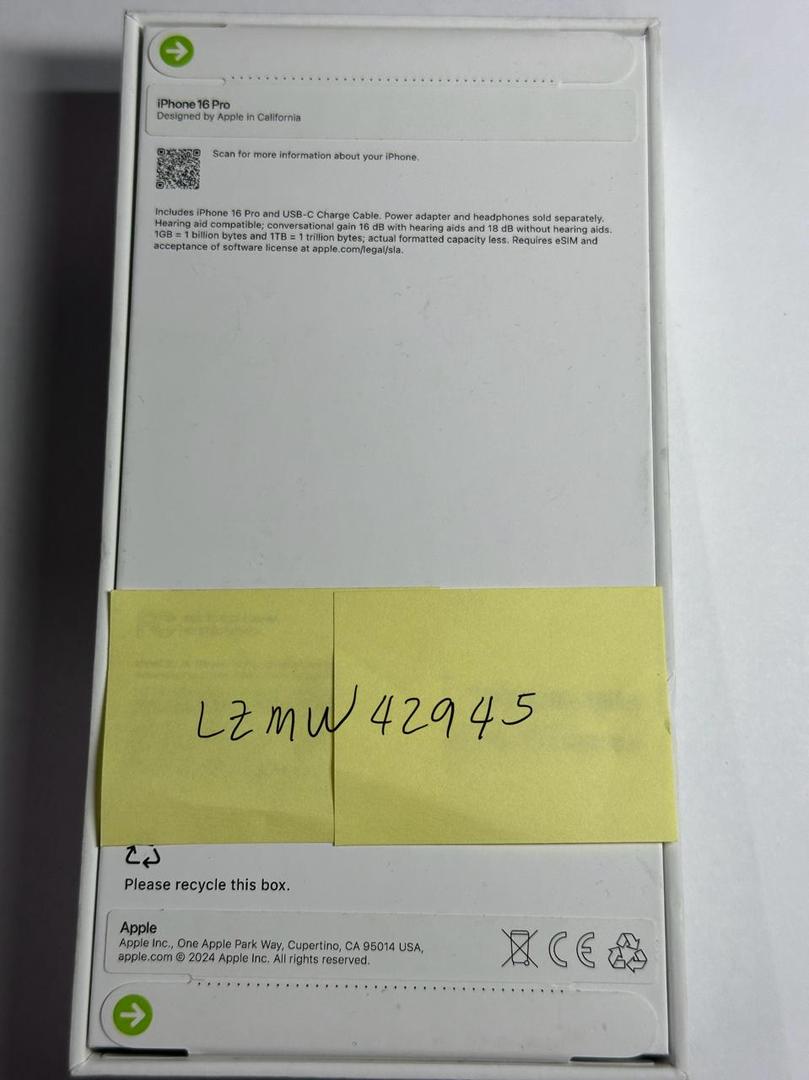 iPhone 16 Pro
Designed by Apple in California
Scan for more information about your iPhone.
Includes iPhone 16 Pro and USB-C Charge Cable. Power adapter and headphones sold separately.
Hearing aid compatible; conversational gain 16 dB with hearing aids and 18 dB without hearing aids.
1GB = 1 billion bytes and 1TB = 1 trillion bytes; actual formatted capacity less. Requires eSIM and
acceptance of software license at apple.com/legal/sla.
LZMW42945
Please recycle this box.
Apple
Apple Inc., One Apple Park Way, Cupertino, CA 95014 USA,
apple.com © 2024 Apple Inc. All rights reserved.
CE